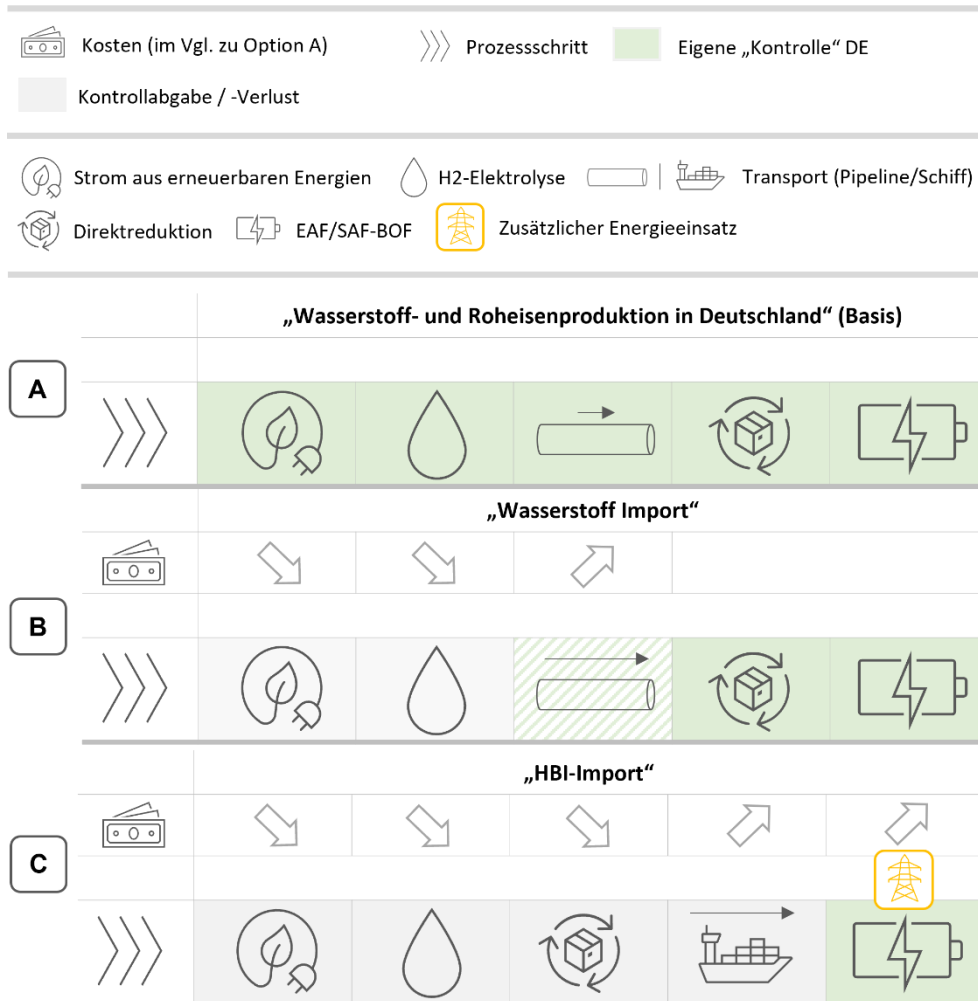 Kosten (im Vgl. zu Option A)
Prozessschritt
Eigene „Kontrolle“ DE
Kontrollabgabe / -Verlust
Strom aus erneuerbaren Energien
H2-Elektrolyse
|
Transport (Pipeline/Schiff)
Direktreduktion
EAF/SAF-BOF
Zusätzlicher Energieeinsatz
„Wasserstoff- und Roheisenproduktion in Deutschland“ (Basis)
A
„Wasserstoff Import“
B
„HBI-Import“
C